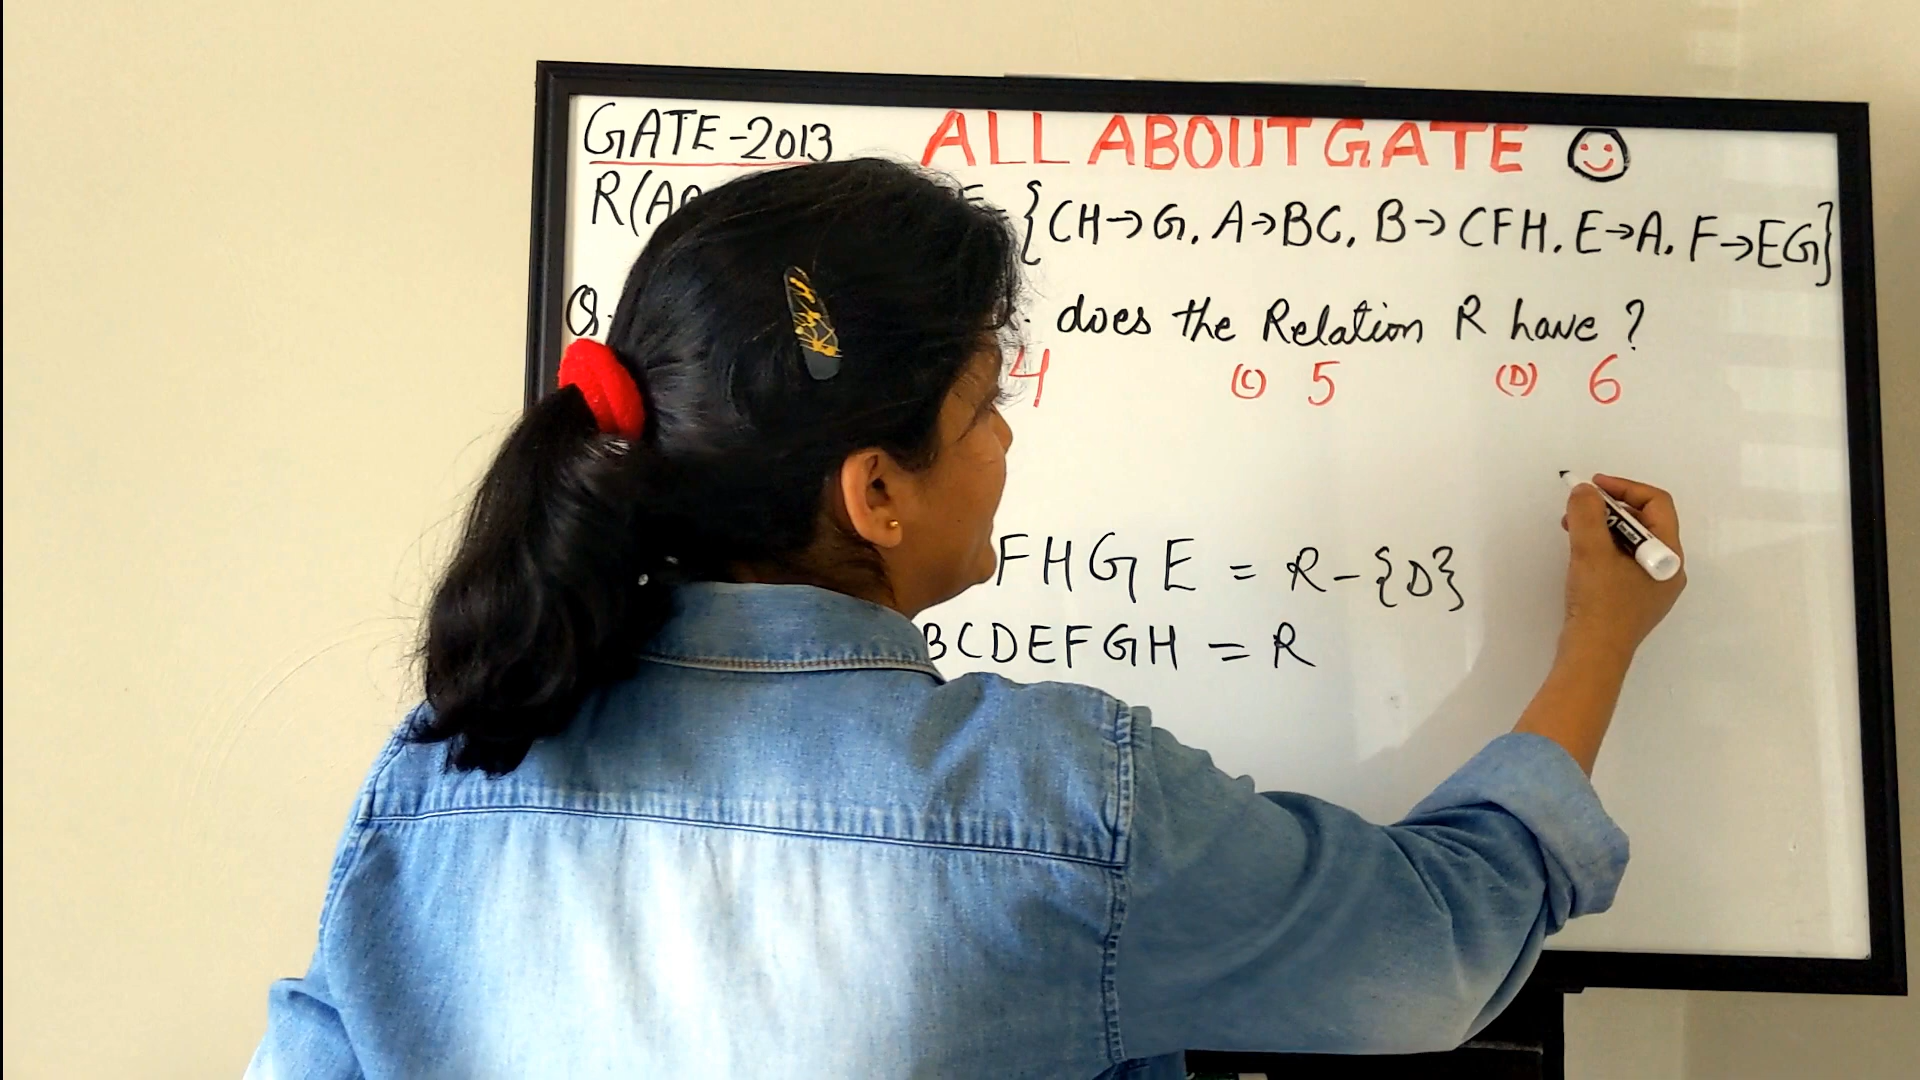 GATE-2013 ALL ABOUT GATE
R(A {CH→G, A→BC, B→CFH, E→A, F→EG}
Q. does the Relation R have ?
4 (C) 5 (D) 6
FHGE = R-{D}
BCDEFGH = R